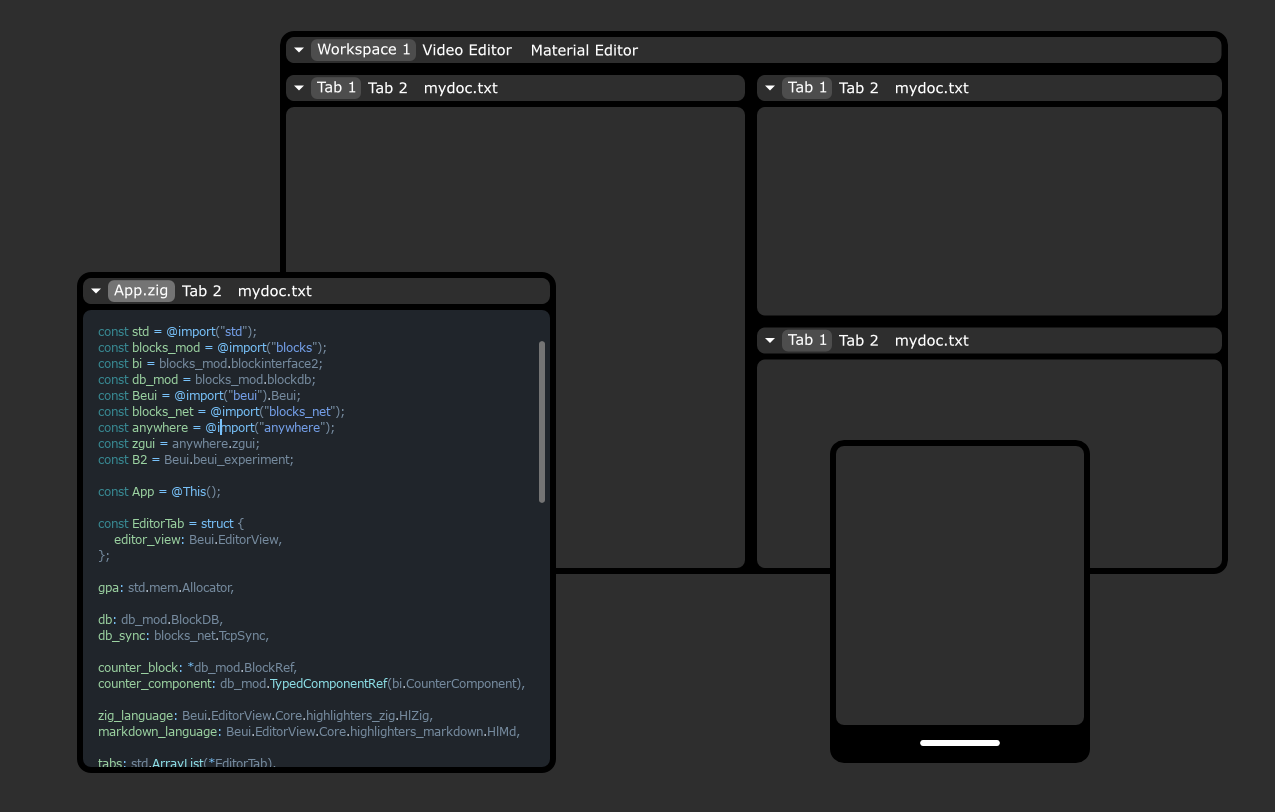 Workspace 1 Video Editor Material Editor
Tab 1 Tab 2 mydoc.txt
Tab 1 Tab 2 mydoc.txt
Tab 1 Tab 2 mydoc.txt
App.zig Tab 2 mydoc.txt
const std = @import("std");
const blocks_mod = @import("blocks");
const bi = blocks_mod.blockinterface2;
const db_mod = blocks_mod.blockdb;
const Beui = @import("beui").Beui;
const blocks_net = @import("blocks_net");
const anywhere = @import("anywhere");
const zgui = anywhere.zgui;
const B2 = Beui.beui_experiment;
const App = @This();
const EditorTab = struct {
    editor_view: Beui.EditorView,
};
gpa: std.mem.Allocator,
db: db_mod.BlockDB,
db_sync: blocks_net.TcpSync,
counter_block: *db_mod.BlockRef,
counter_component: db_mod.TypedComponentRef(bi.CounterComponent),
zig_language: Beui.EditorView.Core.highlighters_zig.HlZig,
markdown_language: Beui.EditorView.Core.highlighters_markdown.HlMd,
tabs: std.ArrayList(*EditorTab),